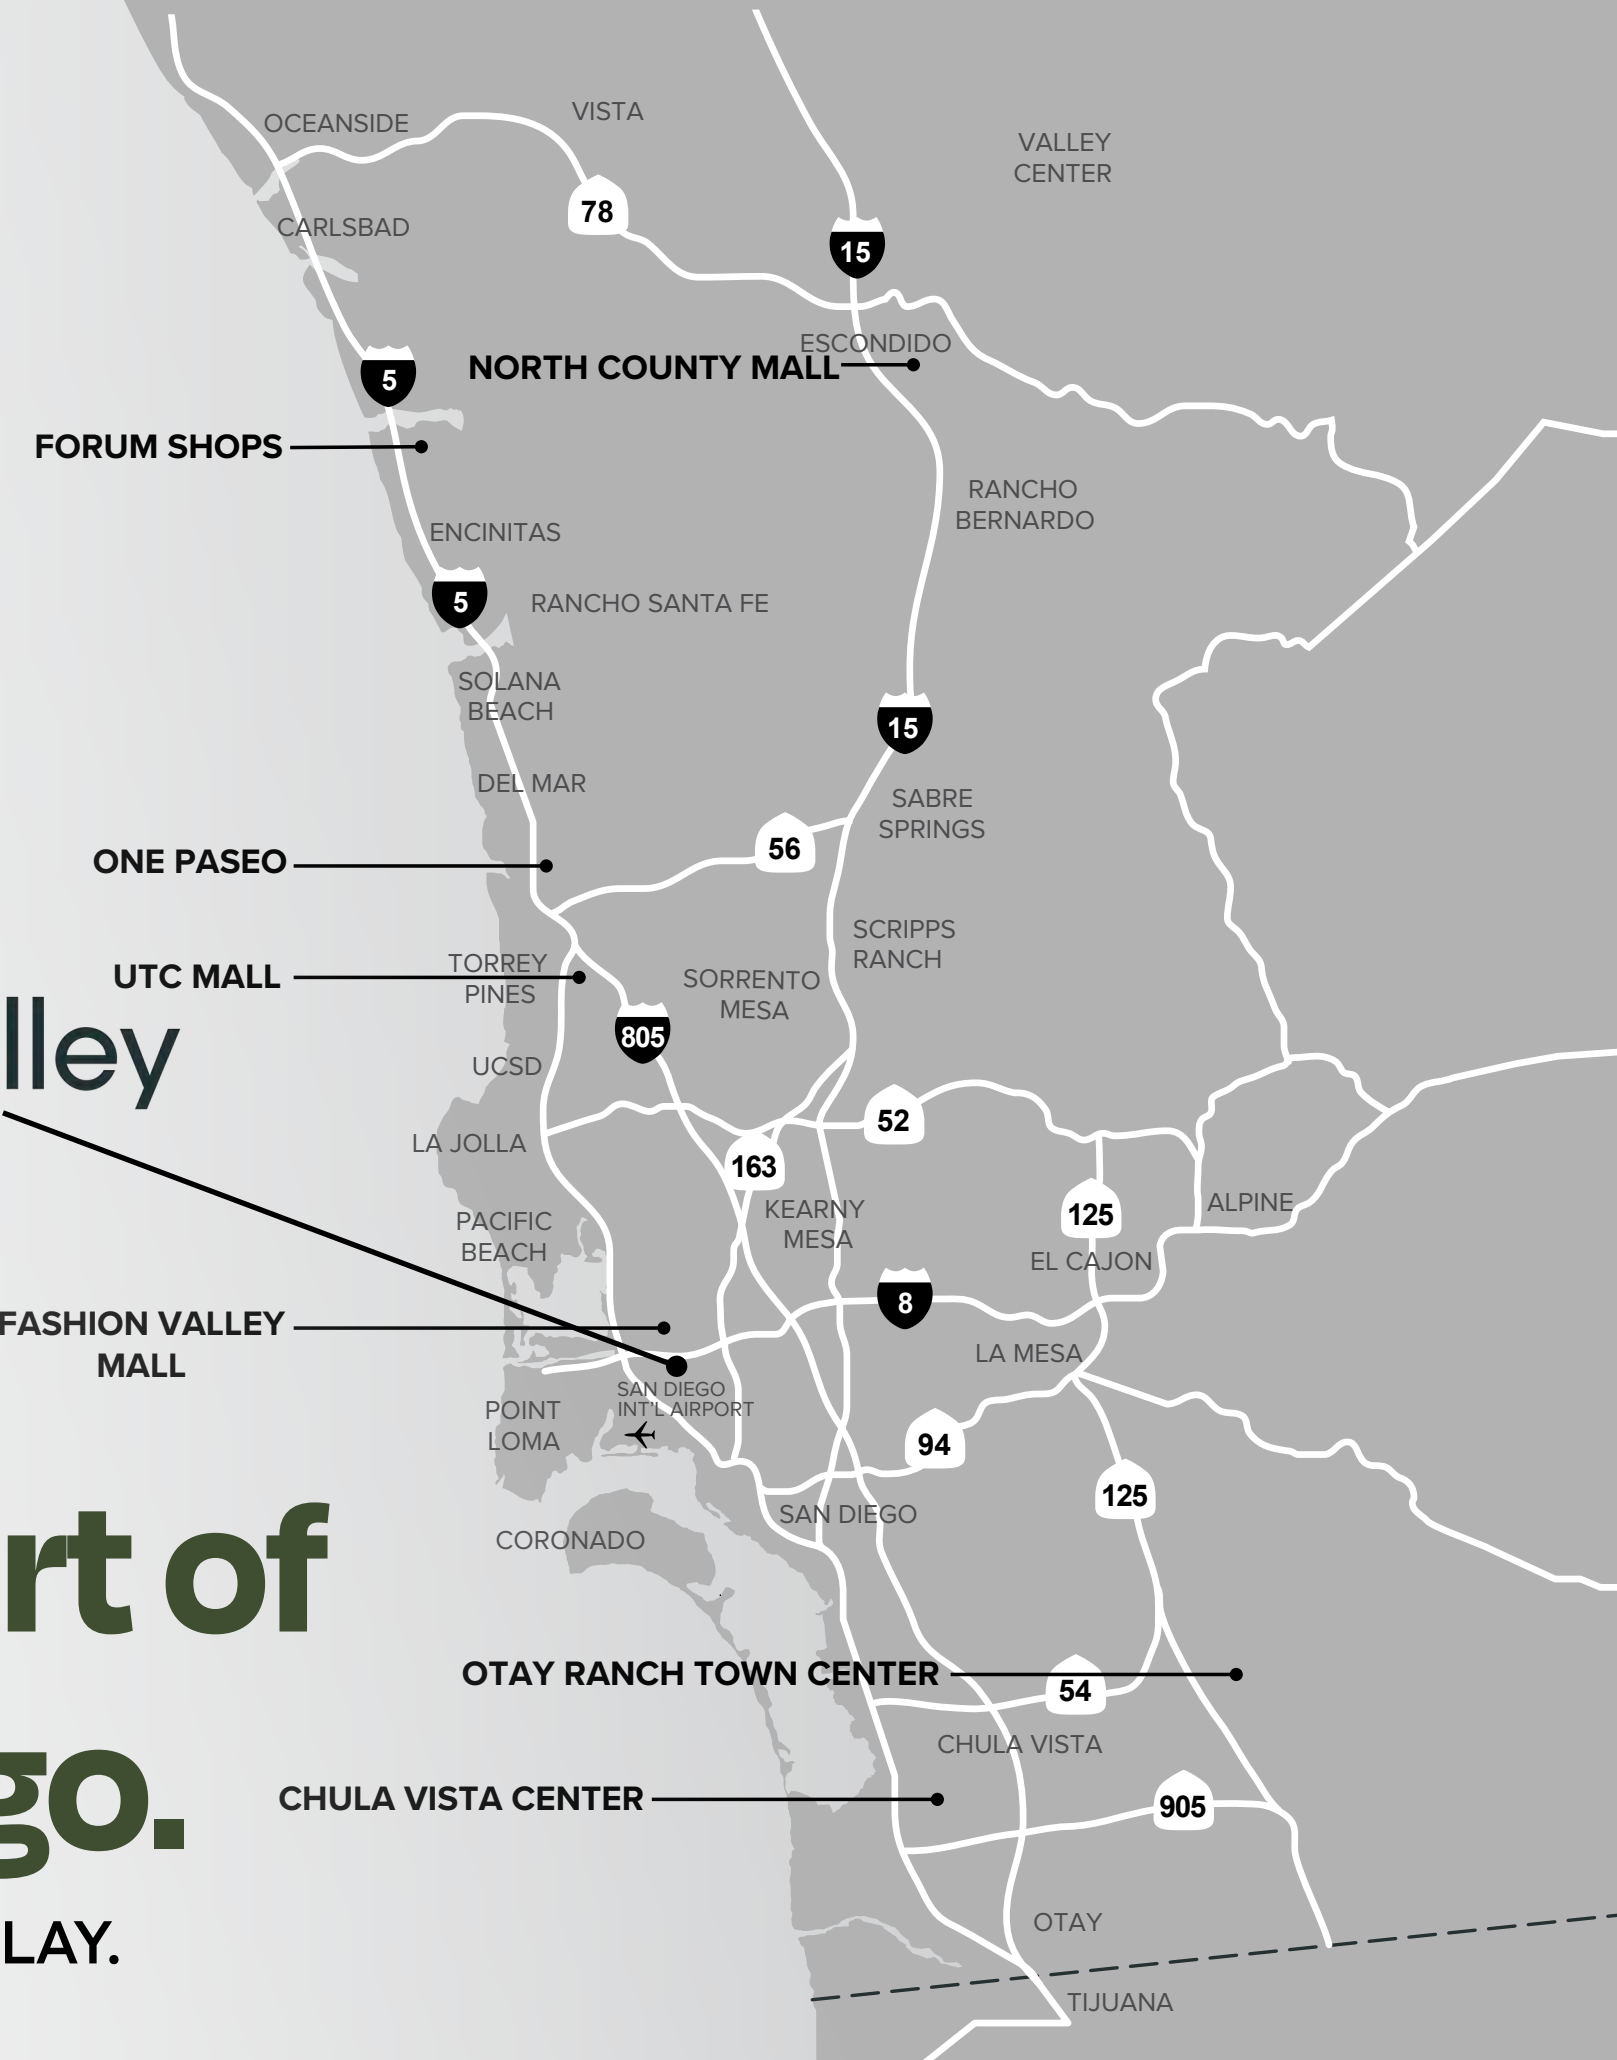 OCEANSIDE
VISTA
VALLEY
CENTER
78
CARLSBAD
15
ESCONDIDO
NORTH COUNTY MALL
5
FORUM SHOPS
RANCHO
BERNARDO
ENCINITAS
5
RANCHO SANTA FE
SOLANA
BEACH
15
DEL MAR
SABRE
SPRINGS
56
ONE PASEO
SCRIPPS
RANCH
TORREY
PINES
UTC MALL
SORRENTO
MESA
lley
805
UCSD
52
LA JOLLA
163
KEARNY
MESA
125
ALPINE
PACIFIC
BEACH
EL CAJON
8
FASHION VALLEY
MALL
LA MESA
SAN DIEGO
INT'L AIRPORT
POINT
LOMA
94
125
SAN DIEGO
CORONADO
rt of
OTAY RANCH TOWN CENTER
54
CHULA VISTA
go.
CHULA VISTA CENTER
905
OTAY
LAY.
TIJUANA